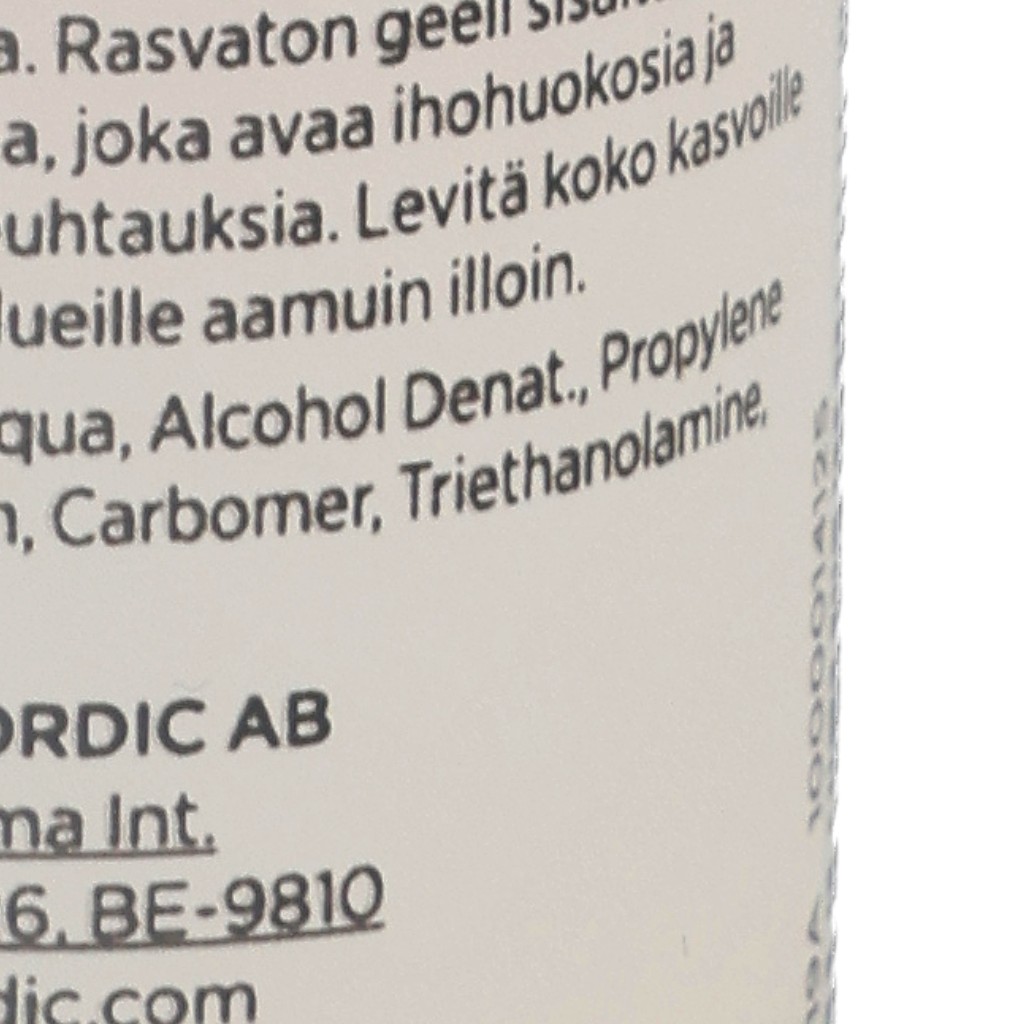 a. Rasvaton geeli
a, joka avaa ihohuokosia ja
uhtauksia. Levitä koko kasvoille
lueille aamuin illoin.
qua, Alcohol Denat., Propylene
n, Carbomer, Triethanolamine,
ORDIC AB
ma Int.
6, BE-9810
dic.com